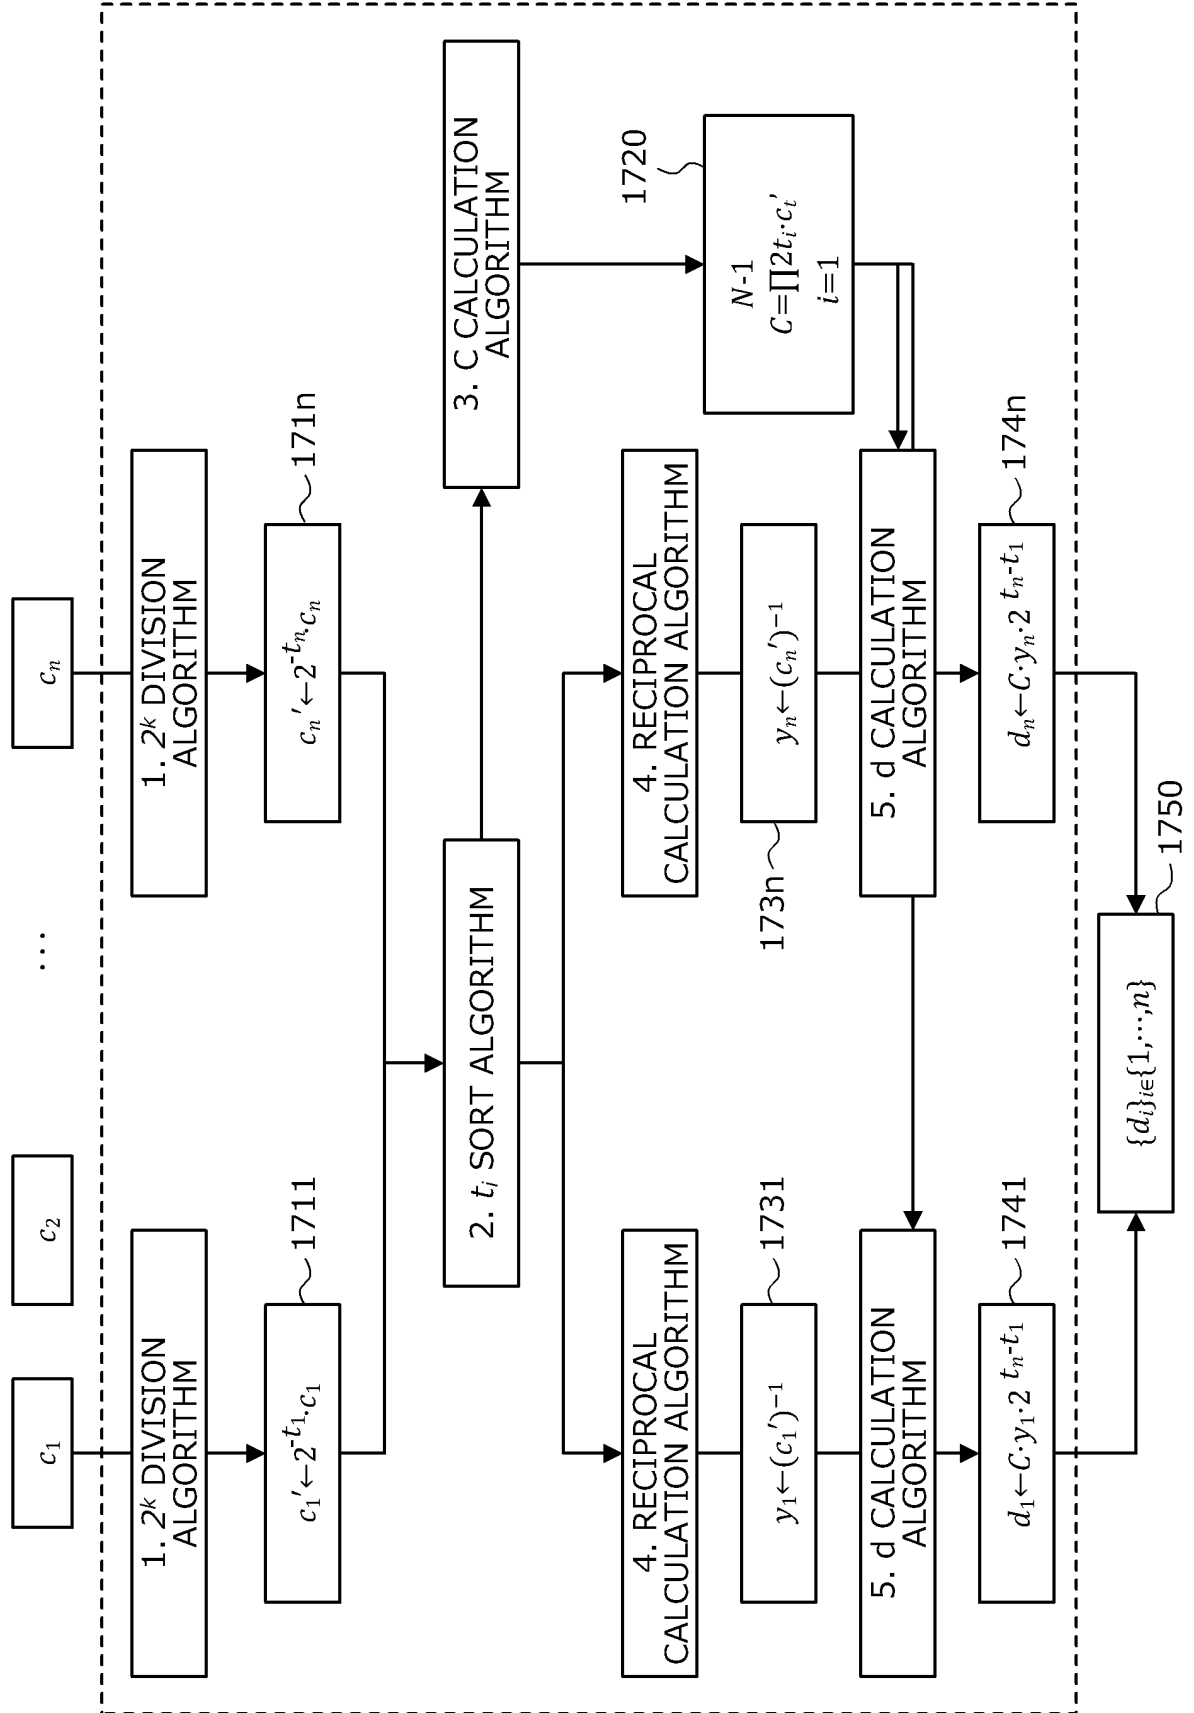 c₁
c₂
...
cₙ
1. 2ᵏ DIVISION
ALGORITHM
1. 2ᵏ DIVISION
ALGORITHM
c₁'←2^-t₁·c₁
1711
cₙ'←2^-tₙ·cₙ
171n
2. tᵢ SORT ALGORITHM
3. C CALCULATION
ALGORITHM
4. RECIPROCAL
CALCULATION ALGORITHM
4. RECIPROCAL
CALCULATION ALGORITHM
1720
N-1
C=∏2tᵢ·cₜ'
i=1
y₁←(c₁')⁻¹
1731
yₙ←(cₙ')⁻¹
173n
5. d CALCULATION
ALGORITHM
5. d CALCULATION
ALGORITHM
d₁←C·y₁·2^tₙ-t₁
1741
dₙ←C·yₙ·2^tₙ-t₁
174n
{dᵢ}ᵢ∈{1,⋯,n}
1750